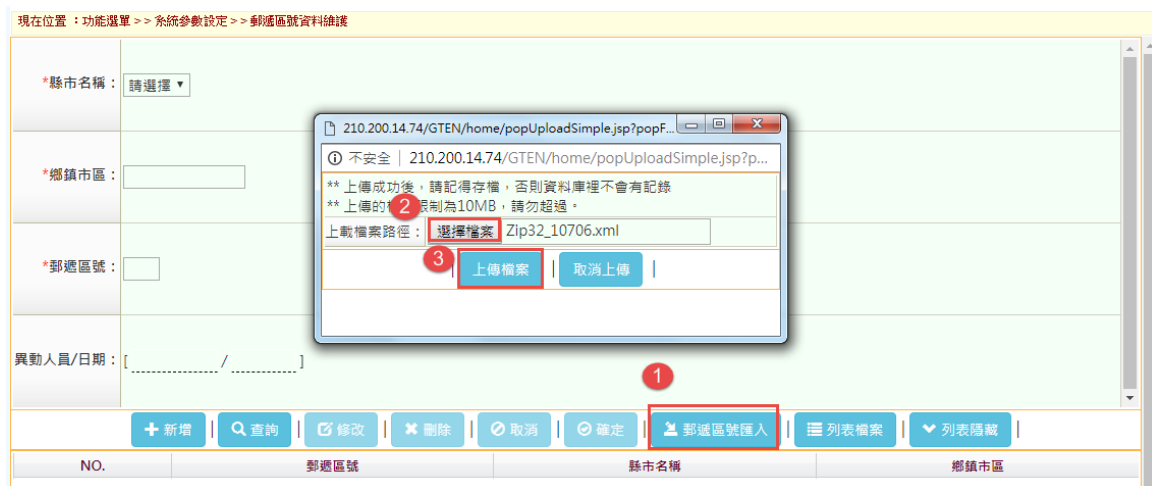 現在位置 ：功能選單 >> 系統參數設定 >> 郵遞區號資料維護
*縣市名稱： 請選擇
*鄉鎮市區：
*郵遞區號：
異動人員/日期： [ / ]
210.200.14.74/GTEN/home/popUploadSimple.jsp?popF...
不安全 | 210.200.14.74/GTEN/home/popUploadSimple.jsp?p...
** 上傳成功後，請記得存檔，否則資料庫裡不會有記錄
** 上傳的 限制為10MB，請勿超過。
2
上載檔案路徑： 選擇檔案 Zip32_10706.xml
3
上傳檔案 | 取消上傳 |
1
新增 | 查詢 | 修改 | 刪除 | 取消 | 確定 | 郵遞區號匯入 | 列表檔案 | 列表隱藏 |
NO. 郵遞區號 縣市名稱 鄉鎮市區